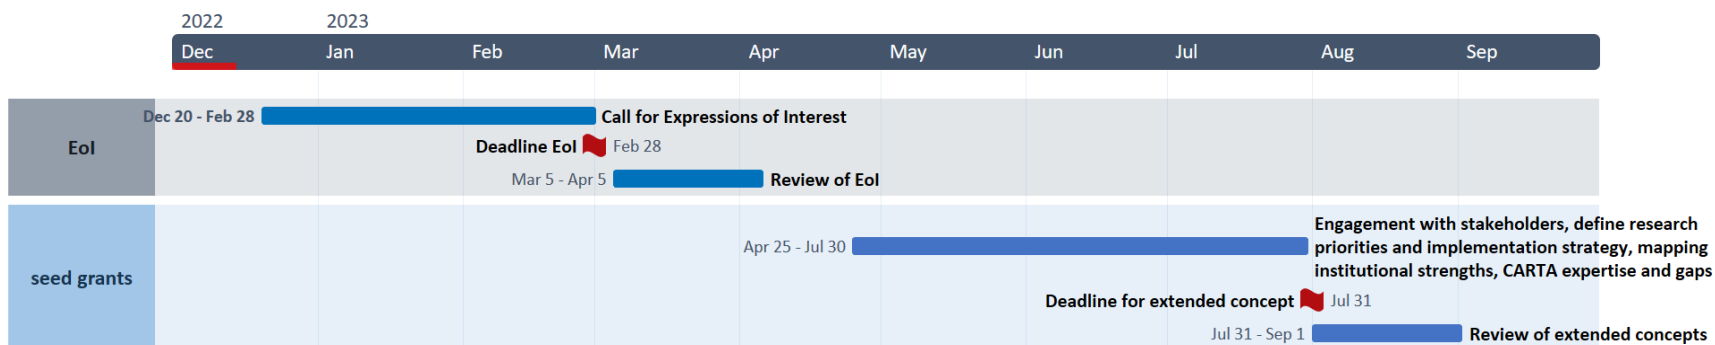 2022 2023
Dec Jan Feb Mar Apr May Jun Jul Aug Sep
EoI
Dec 20 - Feb 28 Call for Expressions of Interest
Deadline EoI Feb 28
Mar 5 - Apr 5 Review of EoI
seed grants
Apr 25 - Jul 30
Engagement with stakeholders, define research
priorities and implementation strategy, mapping
institutional strengths, CARTA expertise and gaps
Deadline for extended concept Jul 31
Jul 31 - Sep 1 Review of extended concepts